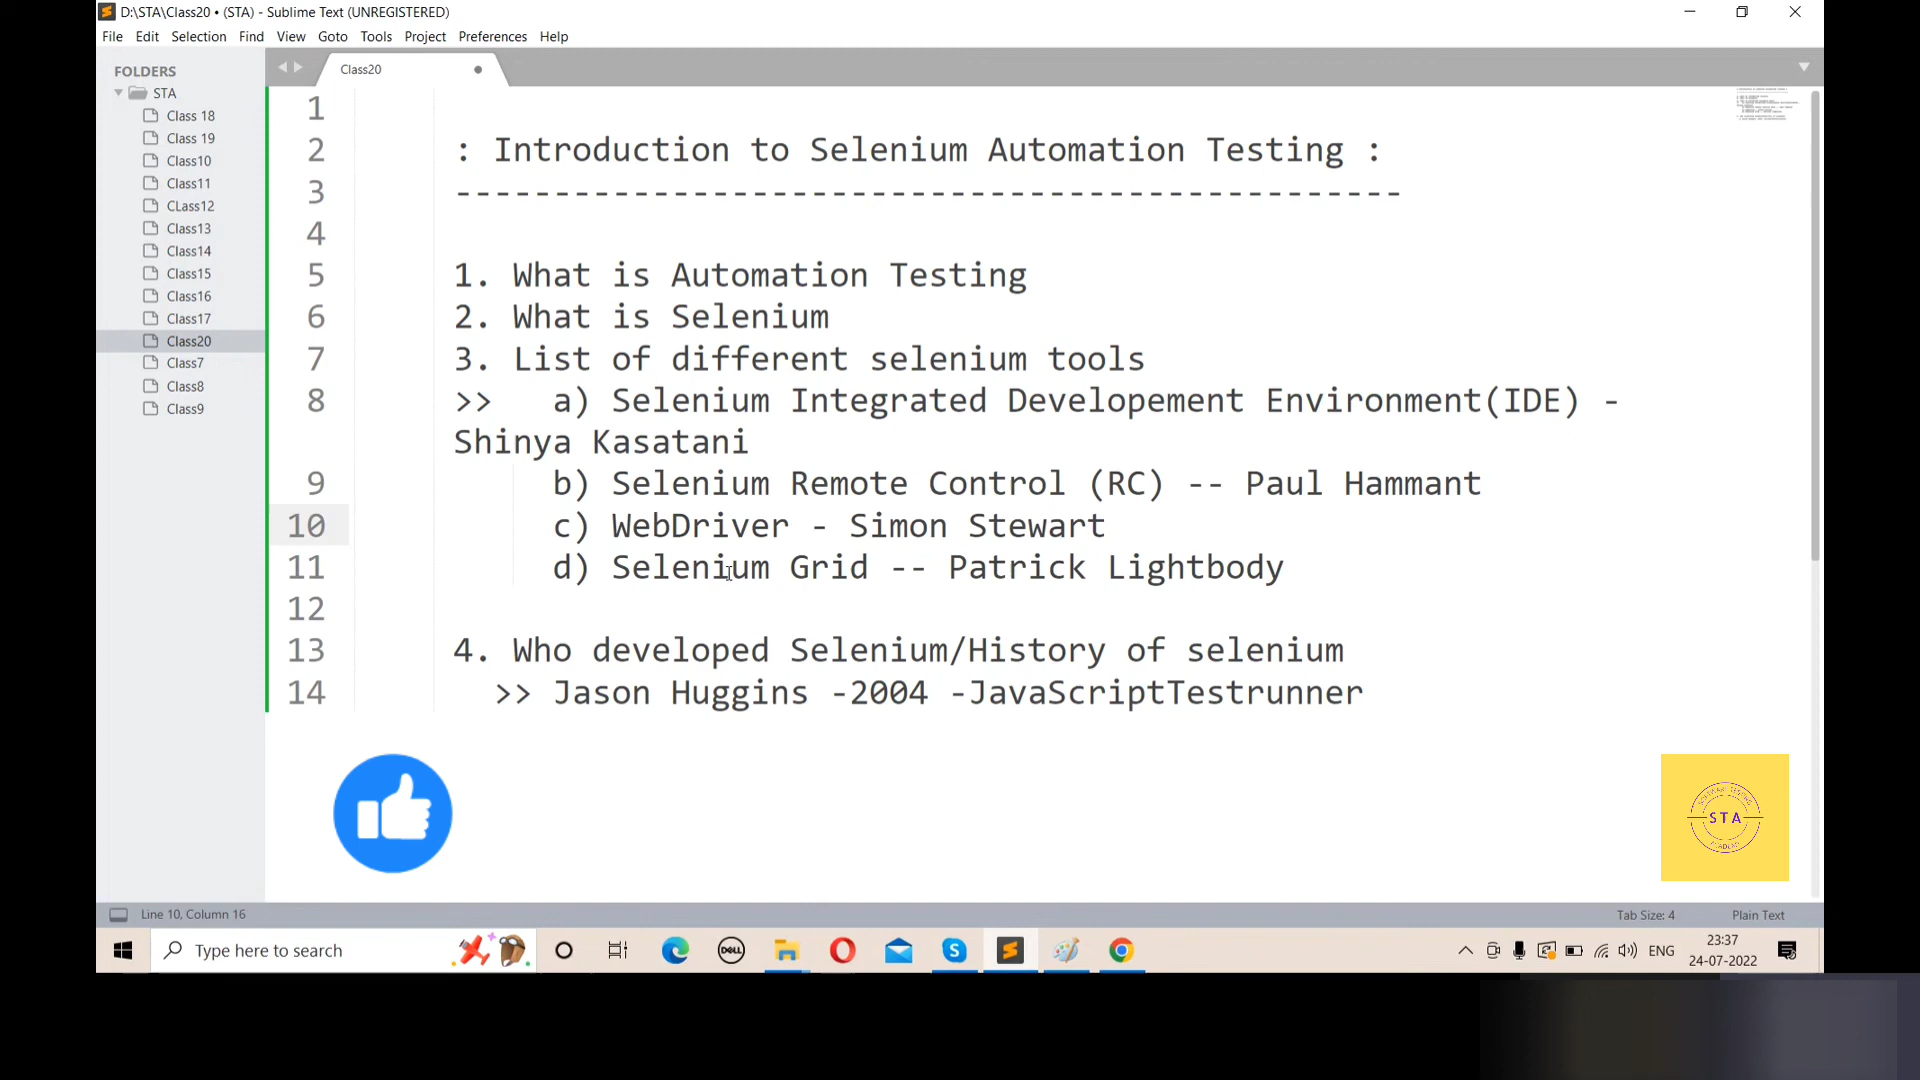 D:\STA\Class20 • (STA) - Sublime Text (UNREGISTERED)
File Edit Selection Find View Goto Tools Project Preferences Help
FOLDERS
STA
Class 18
Class 19
Class10
Class11
CLass12
Class13
Class14
Class15
Class16
Class17
Class20
Class7
Class8
Class9
Class20
1
2 : Introduction to Selenium Automation Testing :
3 ------------------------------------------------
4
5 1. What is Automation Testing
6 2. What is Selenium
7 3. List of different selenium tools
8 >> a) Selenium Integrated Developement Environment(IDE) -
Shinya Kasatani
9 b) Selenium Remote Control (RC) -- Paul Hammant
10 c) WebDriver - Simon Stewart
11 d) Selenium Grid -- Patrick Lightbody
12
13 4. Who developed Selenium/History of selenium
14 >> Jason Huggins -2004 -JavaScriptTestrunner
SOFTWARE TESTING
STA
ACADEMY
Line 10, Column 16
Tab Size: 4
Plain Text
Type here to search
DELL
ENG
23:37
24-07-2022